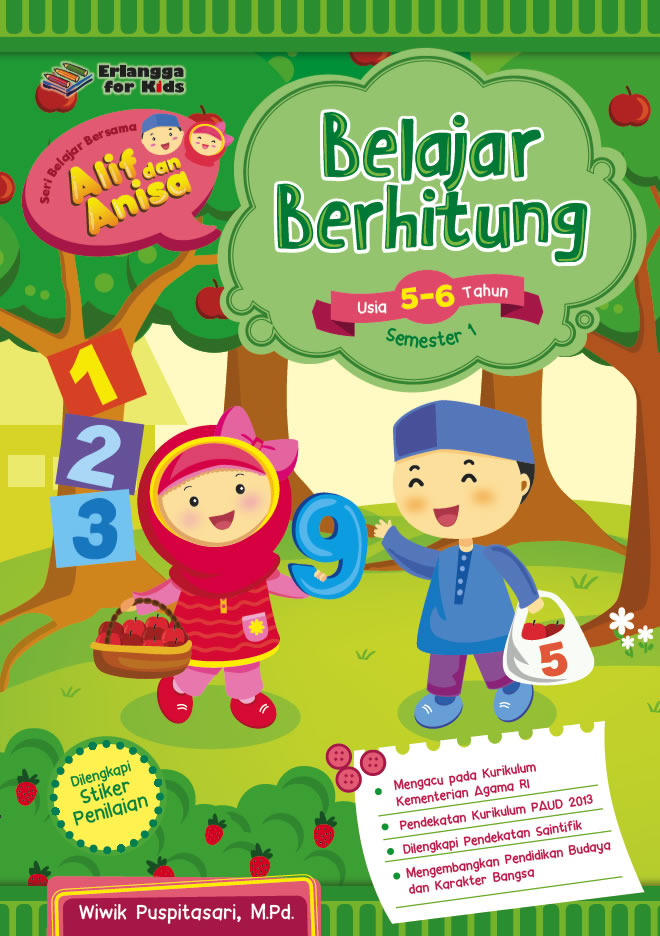 Erlangga
for Kids
Seri Belajar Bersama
Alif dan
Anisa
Belajar
Berhitung
Usia 5-6 Tahun
Semester 1
1
2
3
9
5
Dilengkapi
Stiker
Penilaian
Mengacu pada Kurikulum
Kementerian Agama RI
Pendekatan Kurikulum PAUD 2013
Dilengkapi Pendekatan Saintifik
Mengembangkan Pendidikan Budaya
dan Karakter Bangsa
Wiwik Puspitasari, M.Pd.